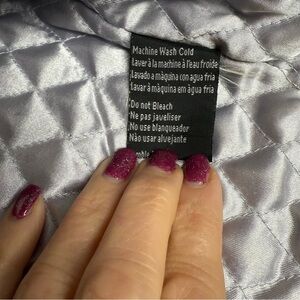 Machine Wash Cold
Laver à la machine à l'eau froide
Lavado a máquina con agua fria
Lavar à máquina em água fria
Do not Bleach
Ne pas javeliser
No use blanqueador
Não usar alvejante